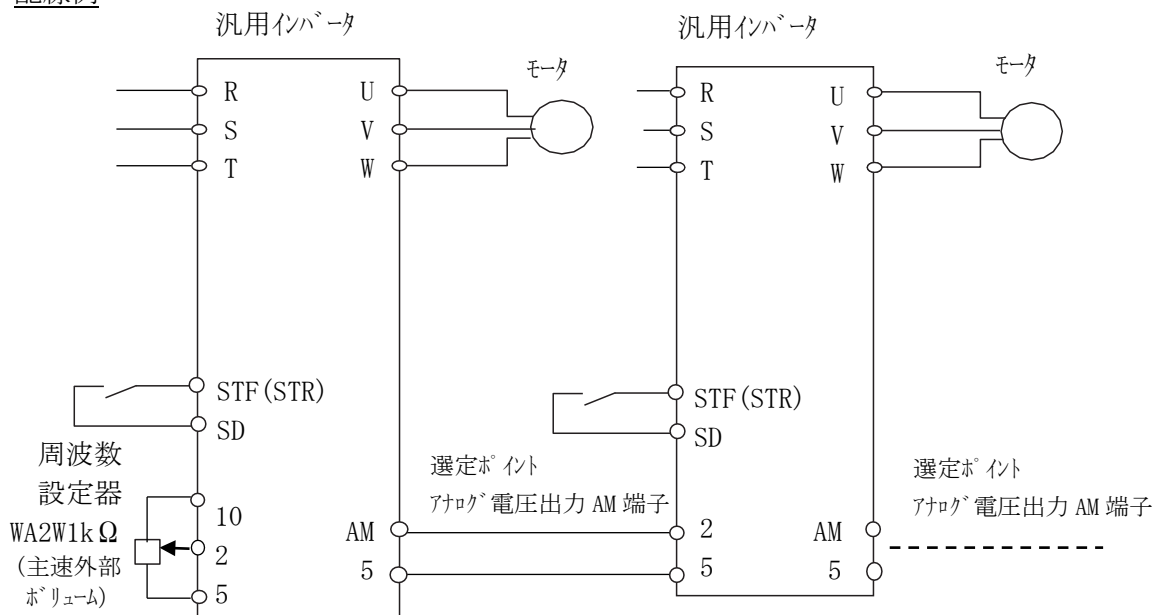 配線例
汎用ｲﾝﾊﾞｰﾀ
汎用ｲﾝﾊﾞｰﾀ
ﾓｰﾀ
ﾓｰﾀ
R
S
T
U
V
W
R
S
T
U
V
W
STF(STR)
SD
STF(STR)
SD
周波数
設定器
WA2W1kΩ
(主速外部
ﾎﾞﾘｭｰﾑ)
10
2
5
AM
5
選定ﾎﾟｲﾝﾄ
ｱﾅﾛｸﾞ電圧出力 AM 端子
2
5
AM
5
選定ﾎﾟｲﾝﾄ
ｱﾅﾛｸﾞ電圧出力 AM 端子